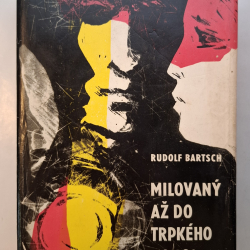 RUDOLF BARTSCH
MILOVANÝ
AŽ DO
TRPKÉHO